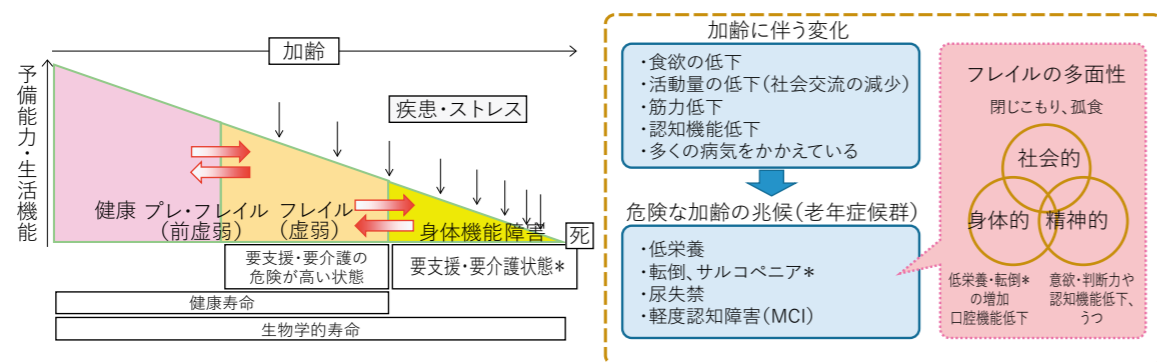 加齢
予備能力・生活機能
疾患・ストレス
健康
プレ・フレイル
(前虚弱)
フレイル
(虚弱)
身体機能障害
死
要支援・要介護の
危険が高い状態
要支援・要介護状態*
健康寿命
生物学的寿命
加齢に伴う変化
・食欲の低下
・活動量の低下(社会交流の減少)
・筋力低下
・認知機能低下
・多くの病気をかかえている
危険な加齢の兆候(老年症候群)
・低栄養
・転倒、サルコペニア*
・尿失禁
・軽度認知障害(MCI)
フレイルの多面性
閉じこもり、孤食
社会的
身体的
精神的
低栄養・転倒*
の増加
口腔機能低下
意欲・判断力や
認知機能低下、
うつ